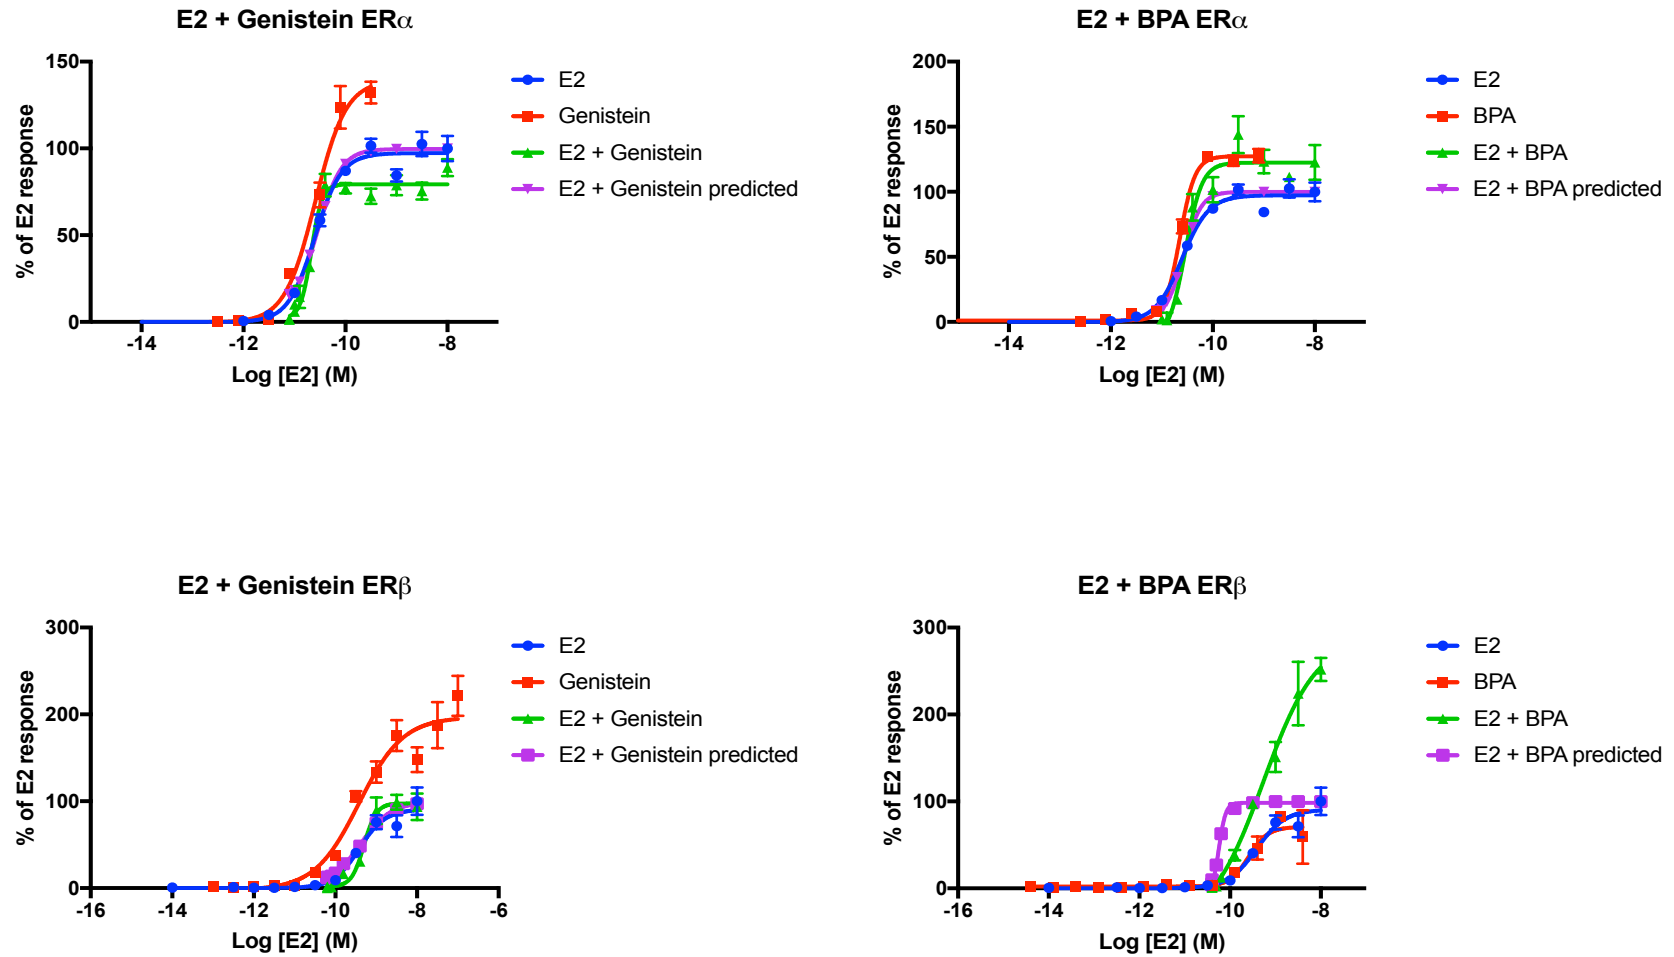 E2 + Genistein ERα
150
100
50
0
-14
-12
-10
-8
% of E2 response
Log [E2] (M)
E2
Genistein
E2 + Genistein
E2 + Genistein predicted
E2 + BPA ERα
200
150
100
50
0
-14
-12
-10
-8
% of E2 response
Log [E2] (M)
E2
BPA
E2 + BPA
E2 + BPA predicted
E2 + Genistein ERβ
300
200
100
0
-16
-14
-12
-10
-8
-6
% of E2 response
Log [E2] (M)
E2
Genistein
E2 + Genistein
E2 + Genistein predicted
E2 + BPA ERβ
300
200
100
0
-16
-14
-12
-10
-8
% of E2 response
Log [E2] (M)
E2
BPA
E2 + BPA
E2 + BPA predicted